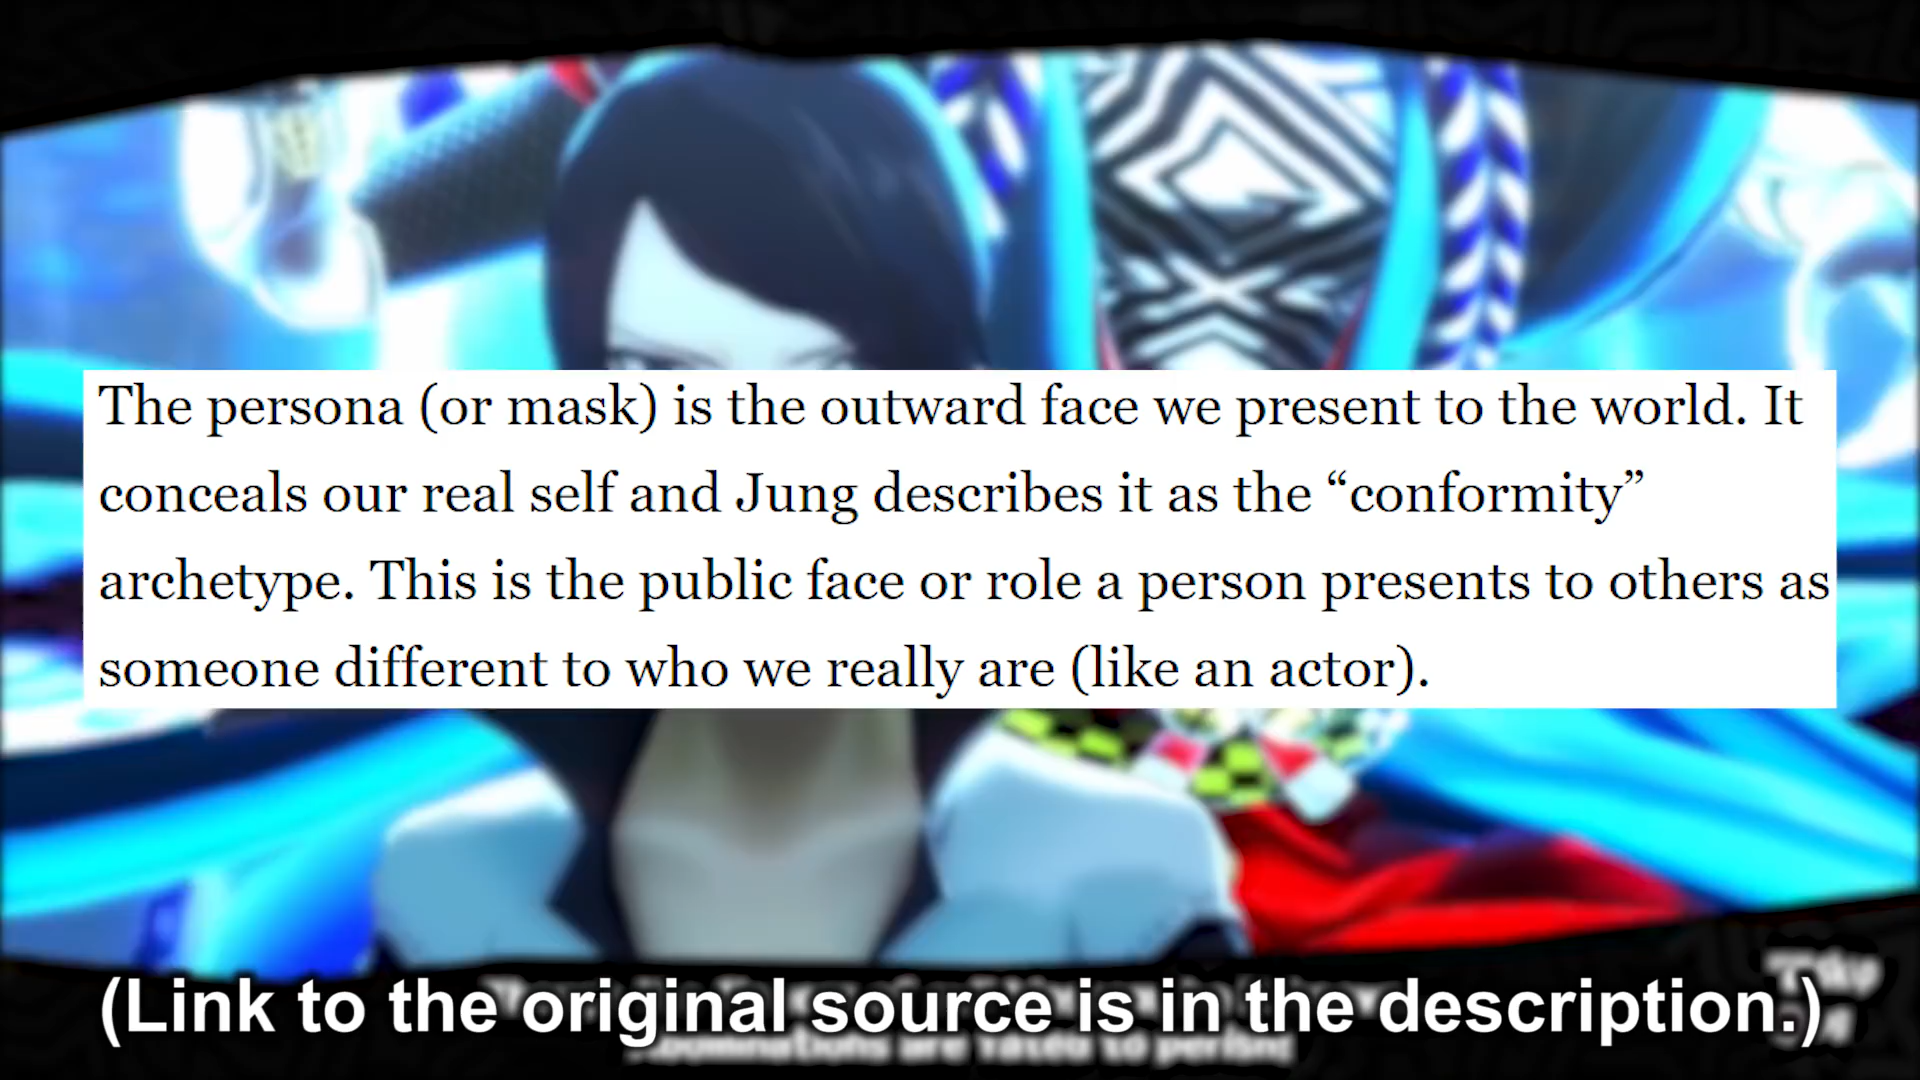 The persona (or mask) is the outward face we present to the world. It
conceals our real self and Jung describes it as the “conformity”
archetype. This is the public face or role a person presents to others as
someone different to who we really are (like an actor).
(Link to the original source is in the description.)